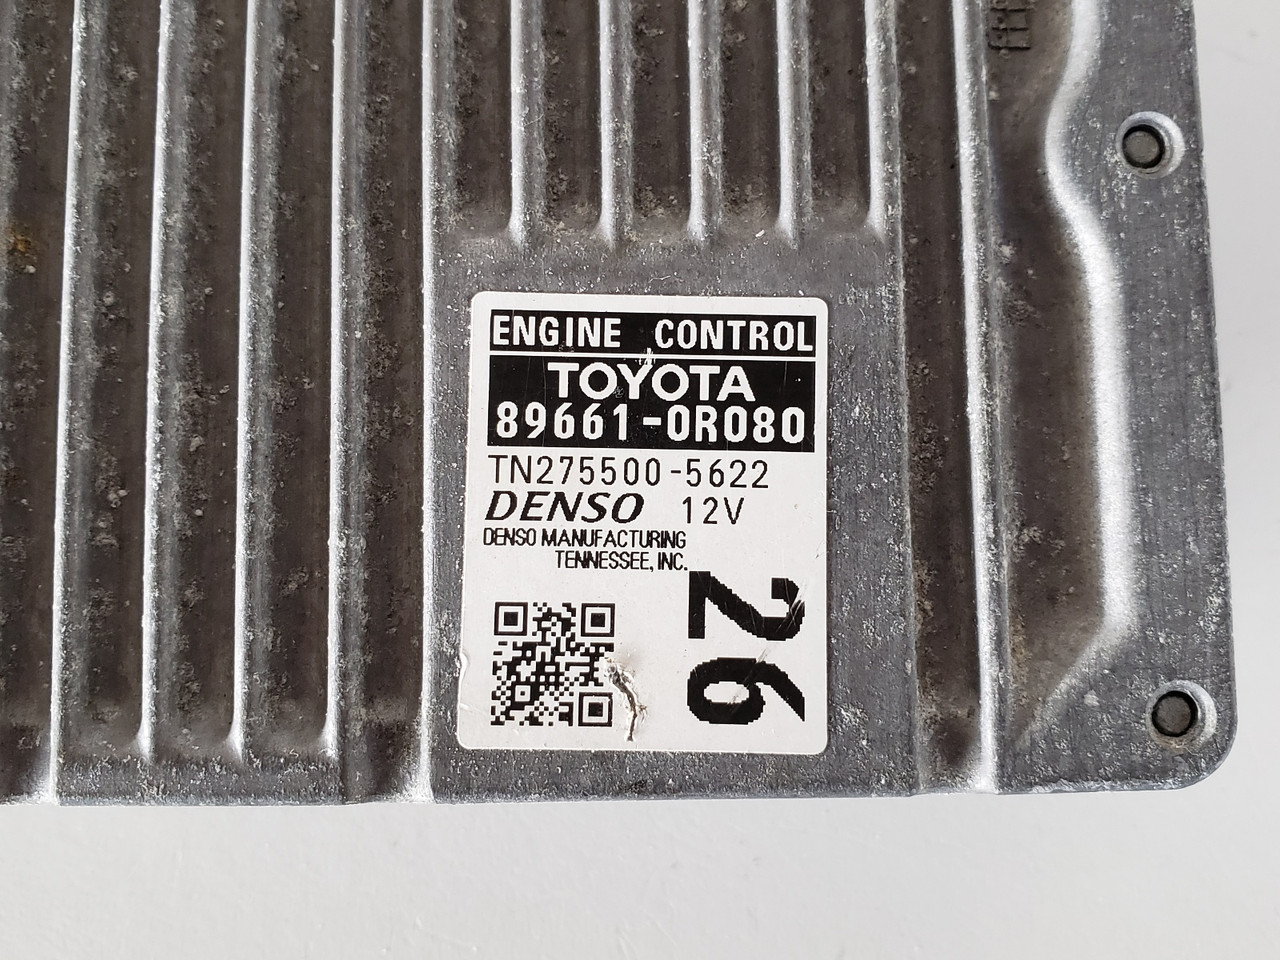 ENGINE CONTROL
TOYOTA
89661-0R080
TN275500-5622
DENSO 12V
DENSO MANUFACTURING
TENNESSEE, INC.
26